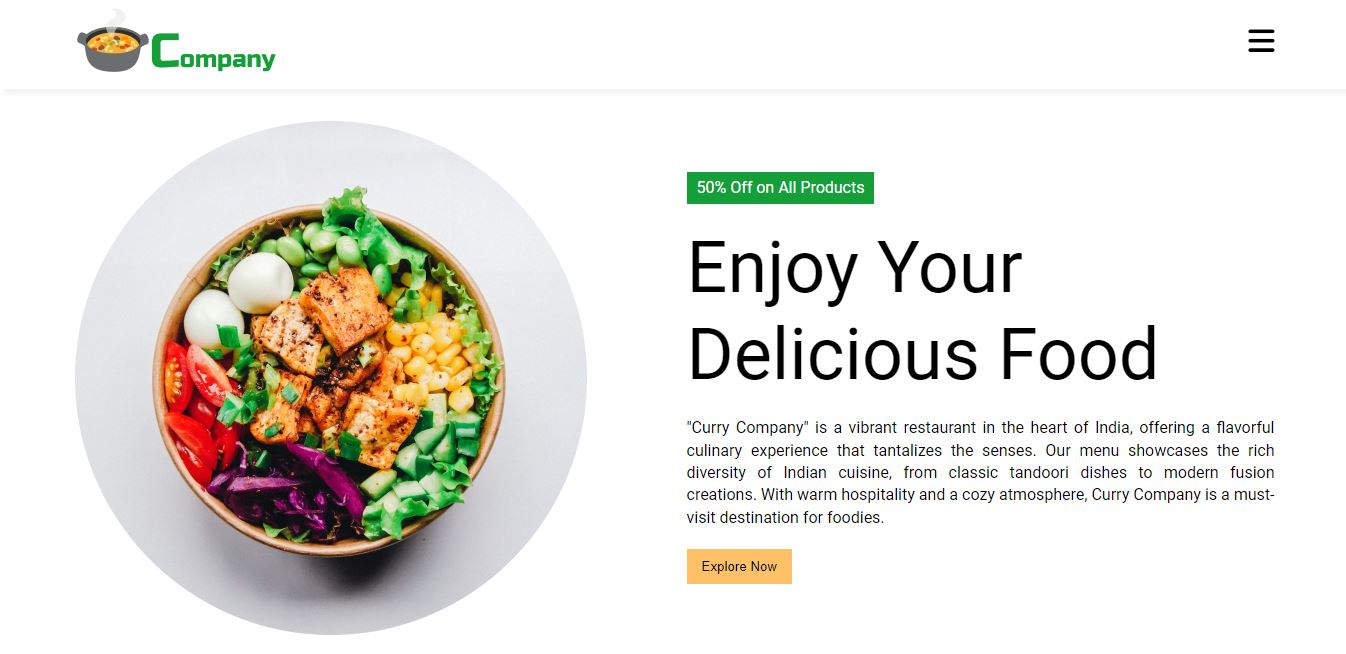 Company
50% Off on All Products
Enjoy Your
Delicious Food
"Curry Company" is a vibrant restaurant in the heart of India, offering a flavorful
culinary experience that tantalizes the senses. Our menu showcases the rich
diversity of Indian cuisine, from classic tandoori dishes to modern fusion
creations. With warm hospitality and a cozy atmosphere, Curry Company is a must-
visit destination for foodies.
Explore Now